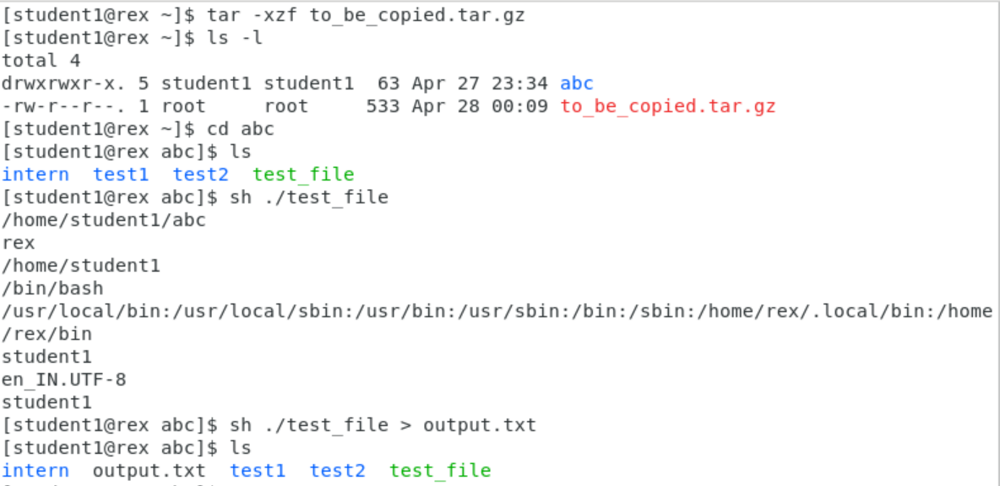 [student1@rex ~]$ tar -xzf to_be_copied.tar.gz
[student1@rex ~]$ ls -l
total 4
drwxrwxr-x. 5 student1 student1  63 Apr 27 23:34 abc
-rw-r--r--. 1 root     root     533 Apr 28 00:09 to_be_copied.tar.gz
[student1@rex ~]$ cd abc
[student1@rex abc]$ ls
intern  test1  test2  test_file
[student1@rex abc]$ sh ./test_file
/home/student1/abc
rex
/home/student1
/bin/bash
/usr/local/bin:/usr/local/sbin:/usr/bin:/usr/sbin:/bin:/sbin:/home/rex/.local/bin:/home
/rex/bin
student1
en_IN.UTF-8
student1
[student1@rex abc]$ sh ./test_file > output.txt
[student1@rex abc]$ ls
intern  output.txt  test1  test2  test_file